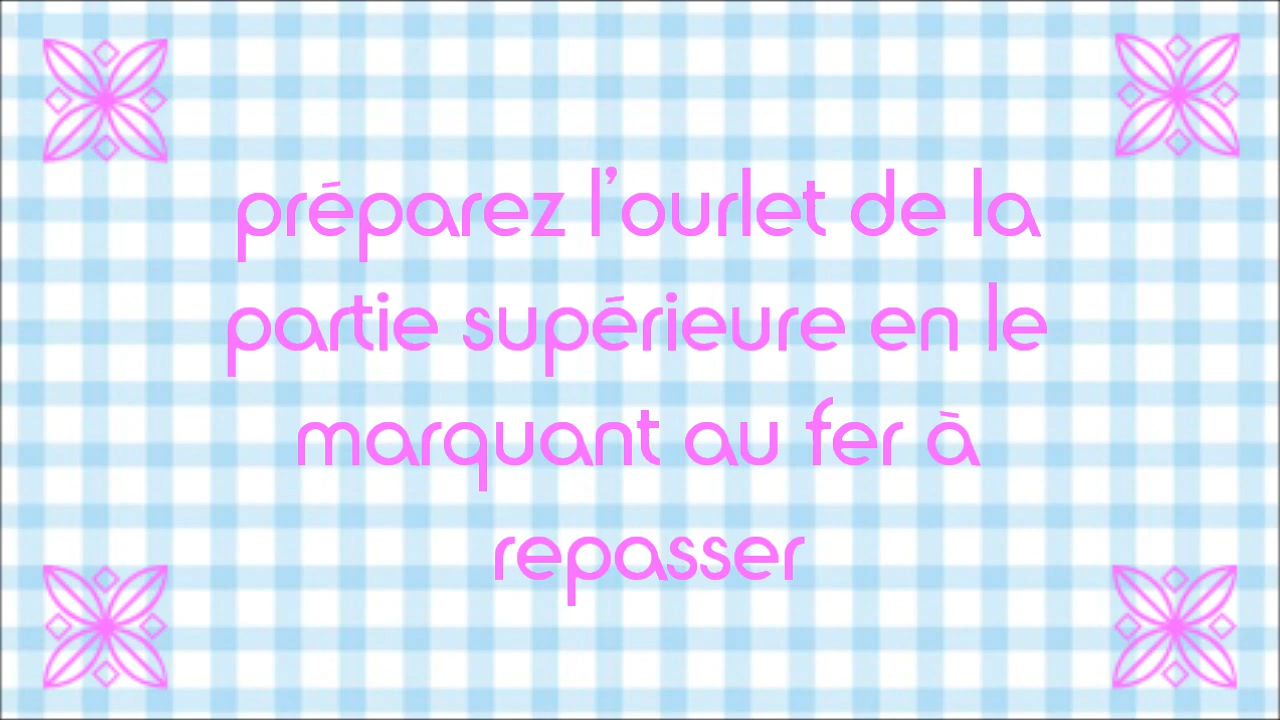 préparez l'ourlet de la
partie supérieure en le
marquant au fer à
repasser